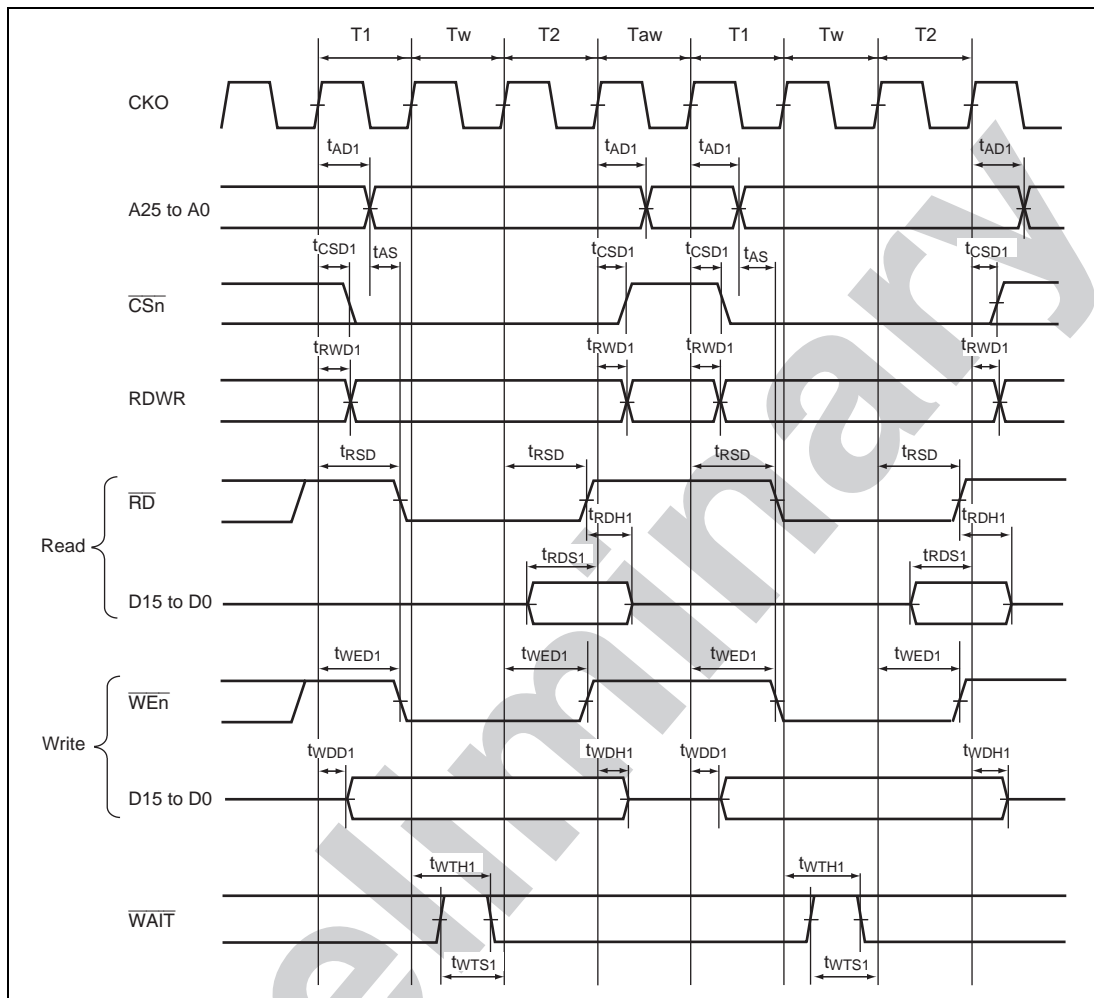 T1 Tw T2 Taw T1 Tw T2
CKO
tAD1 tAD1 tAD1 tAD1
A25 to A0
tCSD1 tAS tCSD1 tCSD1 tAS tCSD1
CSn
tRWD1 tRWD1 tRWD1 tRWD1
RDWR
tRSD tRSD tRSD tRSD
RD
tRDH1 tRDH1
Read
tRDS1 tRDS1
D15 to D0
tWED1 tWED1 tWED1 tWED1
WEn
Write
tWDD1 tWDH1 tWDD1 tWDH1
D15 to D0
tWTH1 tWTH1
WAIT
tWTS1 tWTS1
eliminary